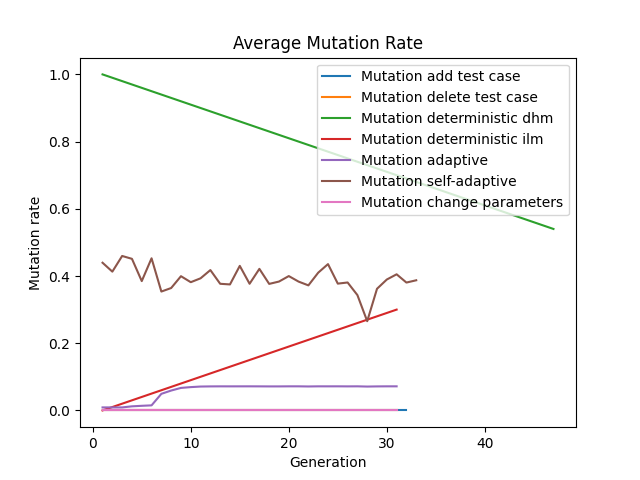 Average Mutation Rate
1.0
0.8
0.6
0.4
0.2
0.0
Mutation rate
Mutation add test case
Mutation delete test case
Mutation deterministic dhm
Mutation deterministic ilm
Mutation adaptive
Mutation self-adaptive
Mutation change parameters
0 10 20 30 40
Generation